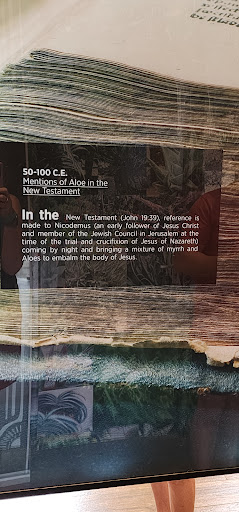 50-100 C.E.
Mentions of Aloe in the
New Testament
In the New Testament (John 19:39), reference is
made to Nicodemus (an early follower of Jesus Christ
and member of the Jewish Council in Jerusalem at the
time of the trial and crucifixion of Jesus of Nazareth)
coming by night and bringing a mixture of myrrh and
Aloes to embalm the body of Jesus.